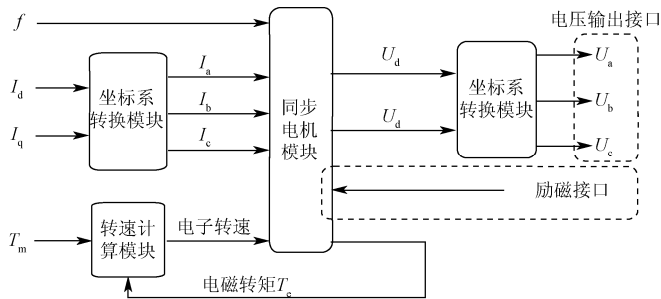 电压输出接口
f
I_d
I_q
坐标系
转换模块
I_a
I_b
I_c
同步
电机
模块
U_d
U_d
坐标系
转换模块
U_a
U_b
U_c
励磁接口
T_m
转速计
算模块
电子转速
电磁转矩T_e